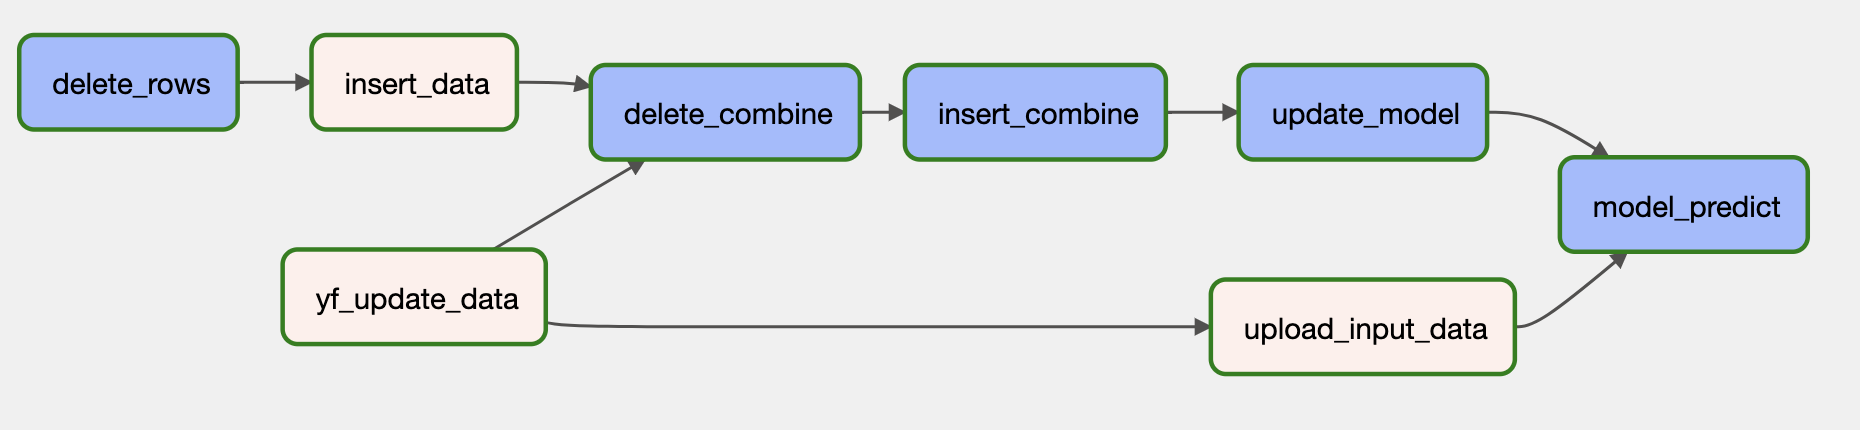 delete_rows
insert_data
delete_combine
insert_combine
update_model
model_predict
yf_update_data
upload_input_data